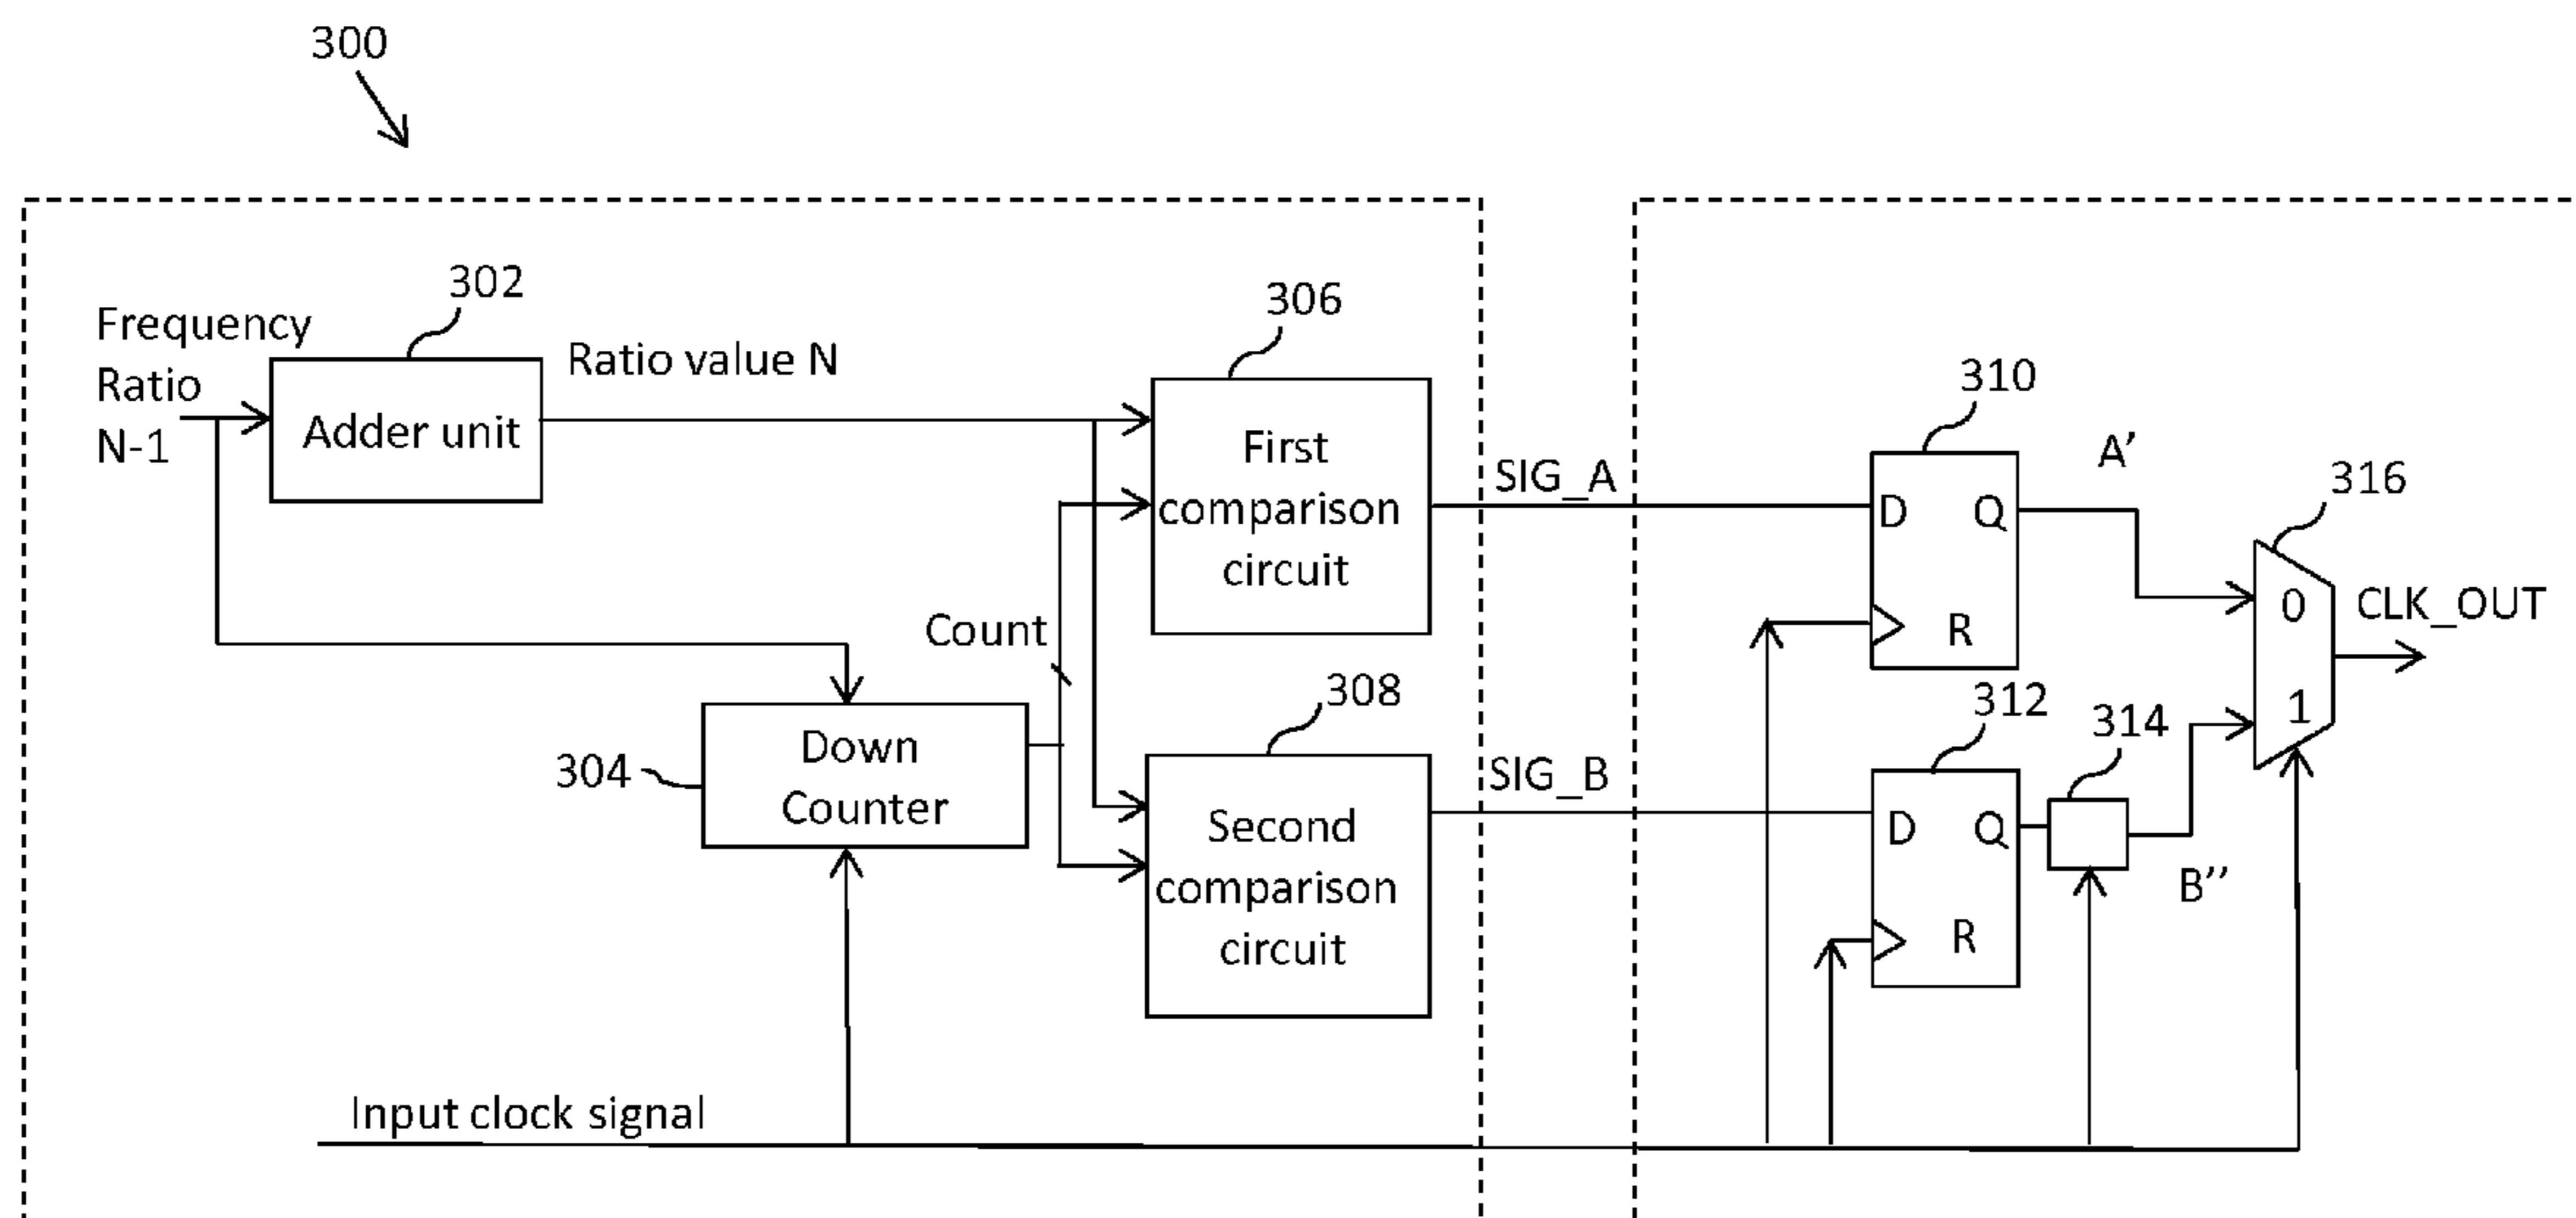 300
302
Frequency
Ratio
N-1
Adder unit
Ratio value N
306
First
comparison
circuit
SIG_A
310
D
Q
R
A’
316
0
1
CLK_OUT
Count
304
Down
Counter
308
Second
comparison
circuit
SIG_B
312
D
Q
R
314
B’’
Input clock signal